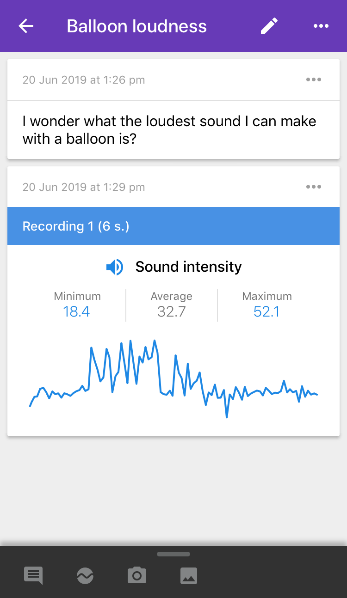 Balloon loudness
20 Jun 2019 at 1:26 pm
I wonder what the loudest sound I can make
with a balloon is?
20 Jun 2019 at 1:29 pm
Recording 1 (6 s.)
Sound intensity
Minimum Average Maximum
18.4 32.7 52.1